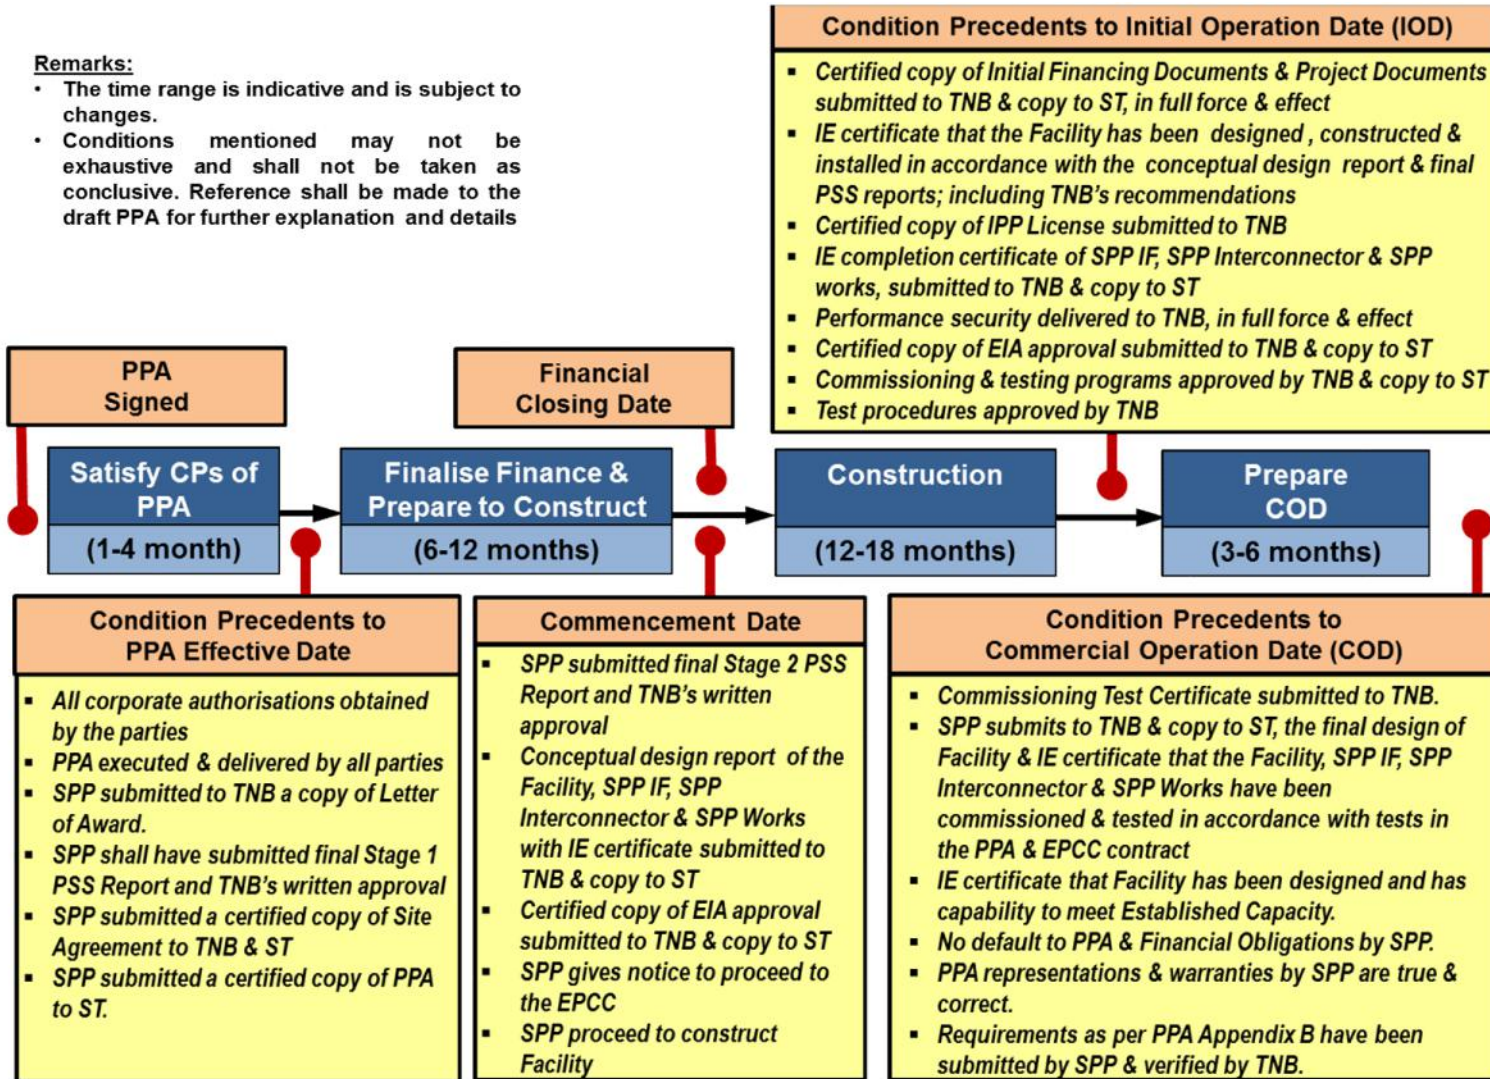 Remarks:
• The time range is indicative and is subject to
changes.
• Conditions mentioned may not be
exhaustive and shall not be taken as
conclusive. Reference shall be made to the
draft PPA for further explanation and details
Condition Precedents to Initial Operation Date (IOD)
▪ Certified copy of Initial Financing Documents & Project Documents
submitted to TNB & copy to ST, in full force & effect
▪ IE certificate that the Facility has been designed , constructed &
installed in accordance with the conceptual design report & final
PSS reports; including TNB's recommendations
▪ Certified copy of IPP License submitted to TNB
▪ IE completion certificate of SPP IF, SPP Interconnector & SPP
works, submitted to TNB & copy to ST
▪ Performance security delivered to TNB, in full force & effect
▪ Certified copy of EIA approval submitted to TNB & copy to ST
▪ Commissioning & testing programs approved by TNB & copy to ST
▪ Test procedures approved by TNB
PPA
Signed
Financial
Closing Date
Satisfy CPs of
PPA
(1-4 month)
Finalise Finance &
Prepare to Construct
(6-12 months)
Construction
(12-18 months)
Prepare
COD
(3-6 months)
Condition Precedents to
PPA Effective Date
▪ All corporate authorisations obtained
by the parties
▪ PPA executed & delivered by all parties
▪ SPP submitted to TNB a copy of Letter
of Award.
▪ SPP shall have submitted final Stage 1
PSS Report and TNB's written approval
▪ SPP submitted a certified copy of Site
Agreement to TNB & ST
▪ SPP submitted a certified copy of PPA
to ST.
Commencement Date
▪ SPP submitted final Stage 2 PSS
Report and TNB's written
approval
▪ Conceptual design report of the
Facility, SPP IF, SPP
Interconnector & SPP Works
with IE certificate submitted to
TNB & copy to ST
▪ Certified copy of EIA approval
submitted to TNB & copy to ST
▪ SPP gives notice to proceed to
the EPCC
▪ SPP proceed to construct
Facility
Condition Precedents to
Commercial Operation Date (COD)
▪ Commissioning Test Certificate submitted to TNB.
▪ SPP submits to TNB & copy to ST, the final design of
Facility & IE certificate that the Facility, SPP IF, SPP
Interconnector & SPP Works have been
commissioned & tested in accordance with tests in
the PPA & EPCC contract
▪ IE certificate that Facility has been designed and has
capability to meet Established Capacity.
▪ No default to PPA & Financial Obligations by SPP.
▪ PPA representations & warranties by SPP are true &
correct.
▪ Requirements as per PPA Appendix B have been
submitted by SPP & verified by TNB.